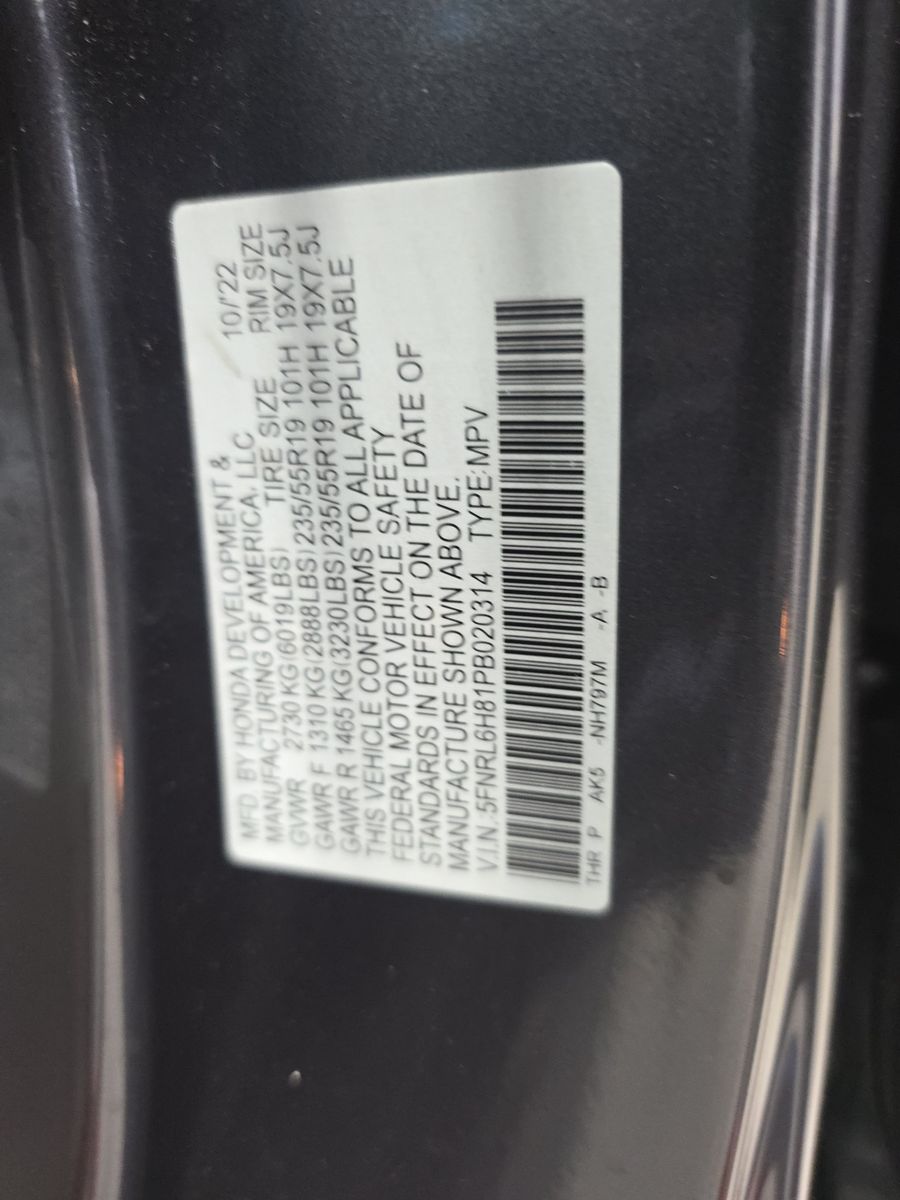 MFD. BY HONDA DEVELOPMENT & 10/'22
MANUFACTURING OF AMERICA, LLC
TIRE SIZE RIM SIZE
GVWR 2730 KG(6019LBS)
GAWR F 1310 KG(2888LBS) 235/55R19 101H 19X7.5J
GAWR R 1465 KG(3230LBS) 235/55R19 101H 19X7.5J
THIS VEHICLE CONFORMS TO ALL APPLICABLE
FEDERAL MOTOR VEHICLE SAFETY
STANDARDS IN EFFECT ON THE DATE OF
MANUFACTURE SHOWN ABOVE.
V.I.N.:5FNRL6H81PB020314 TYPE:MPV
THR P AK5 -NH797M -A, -B